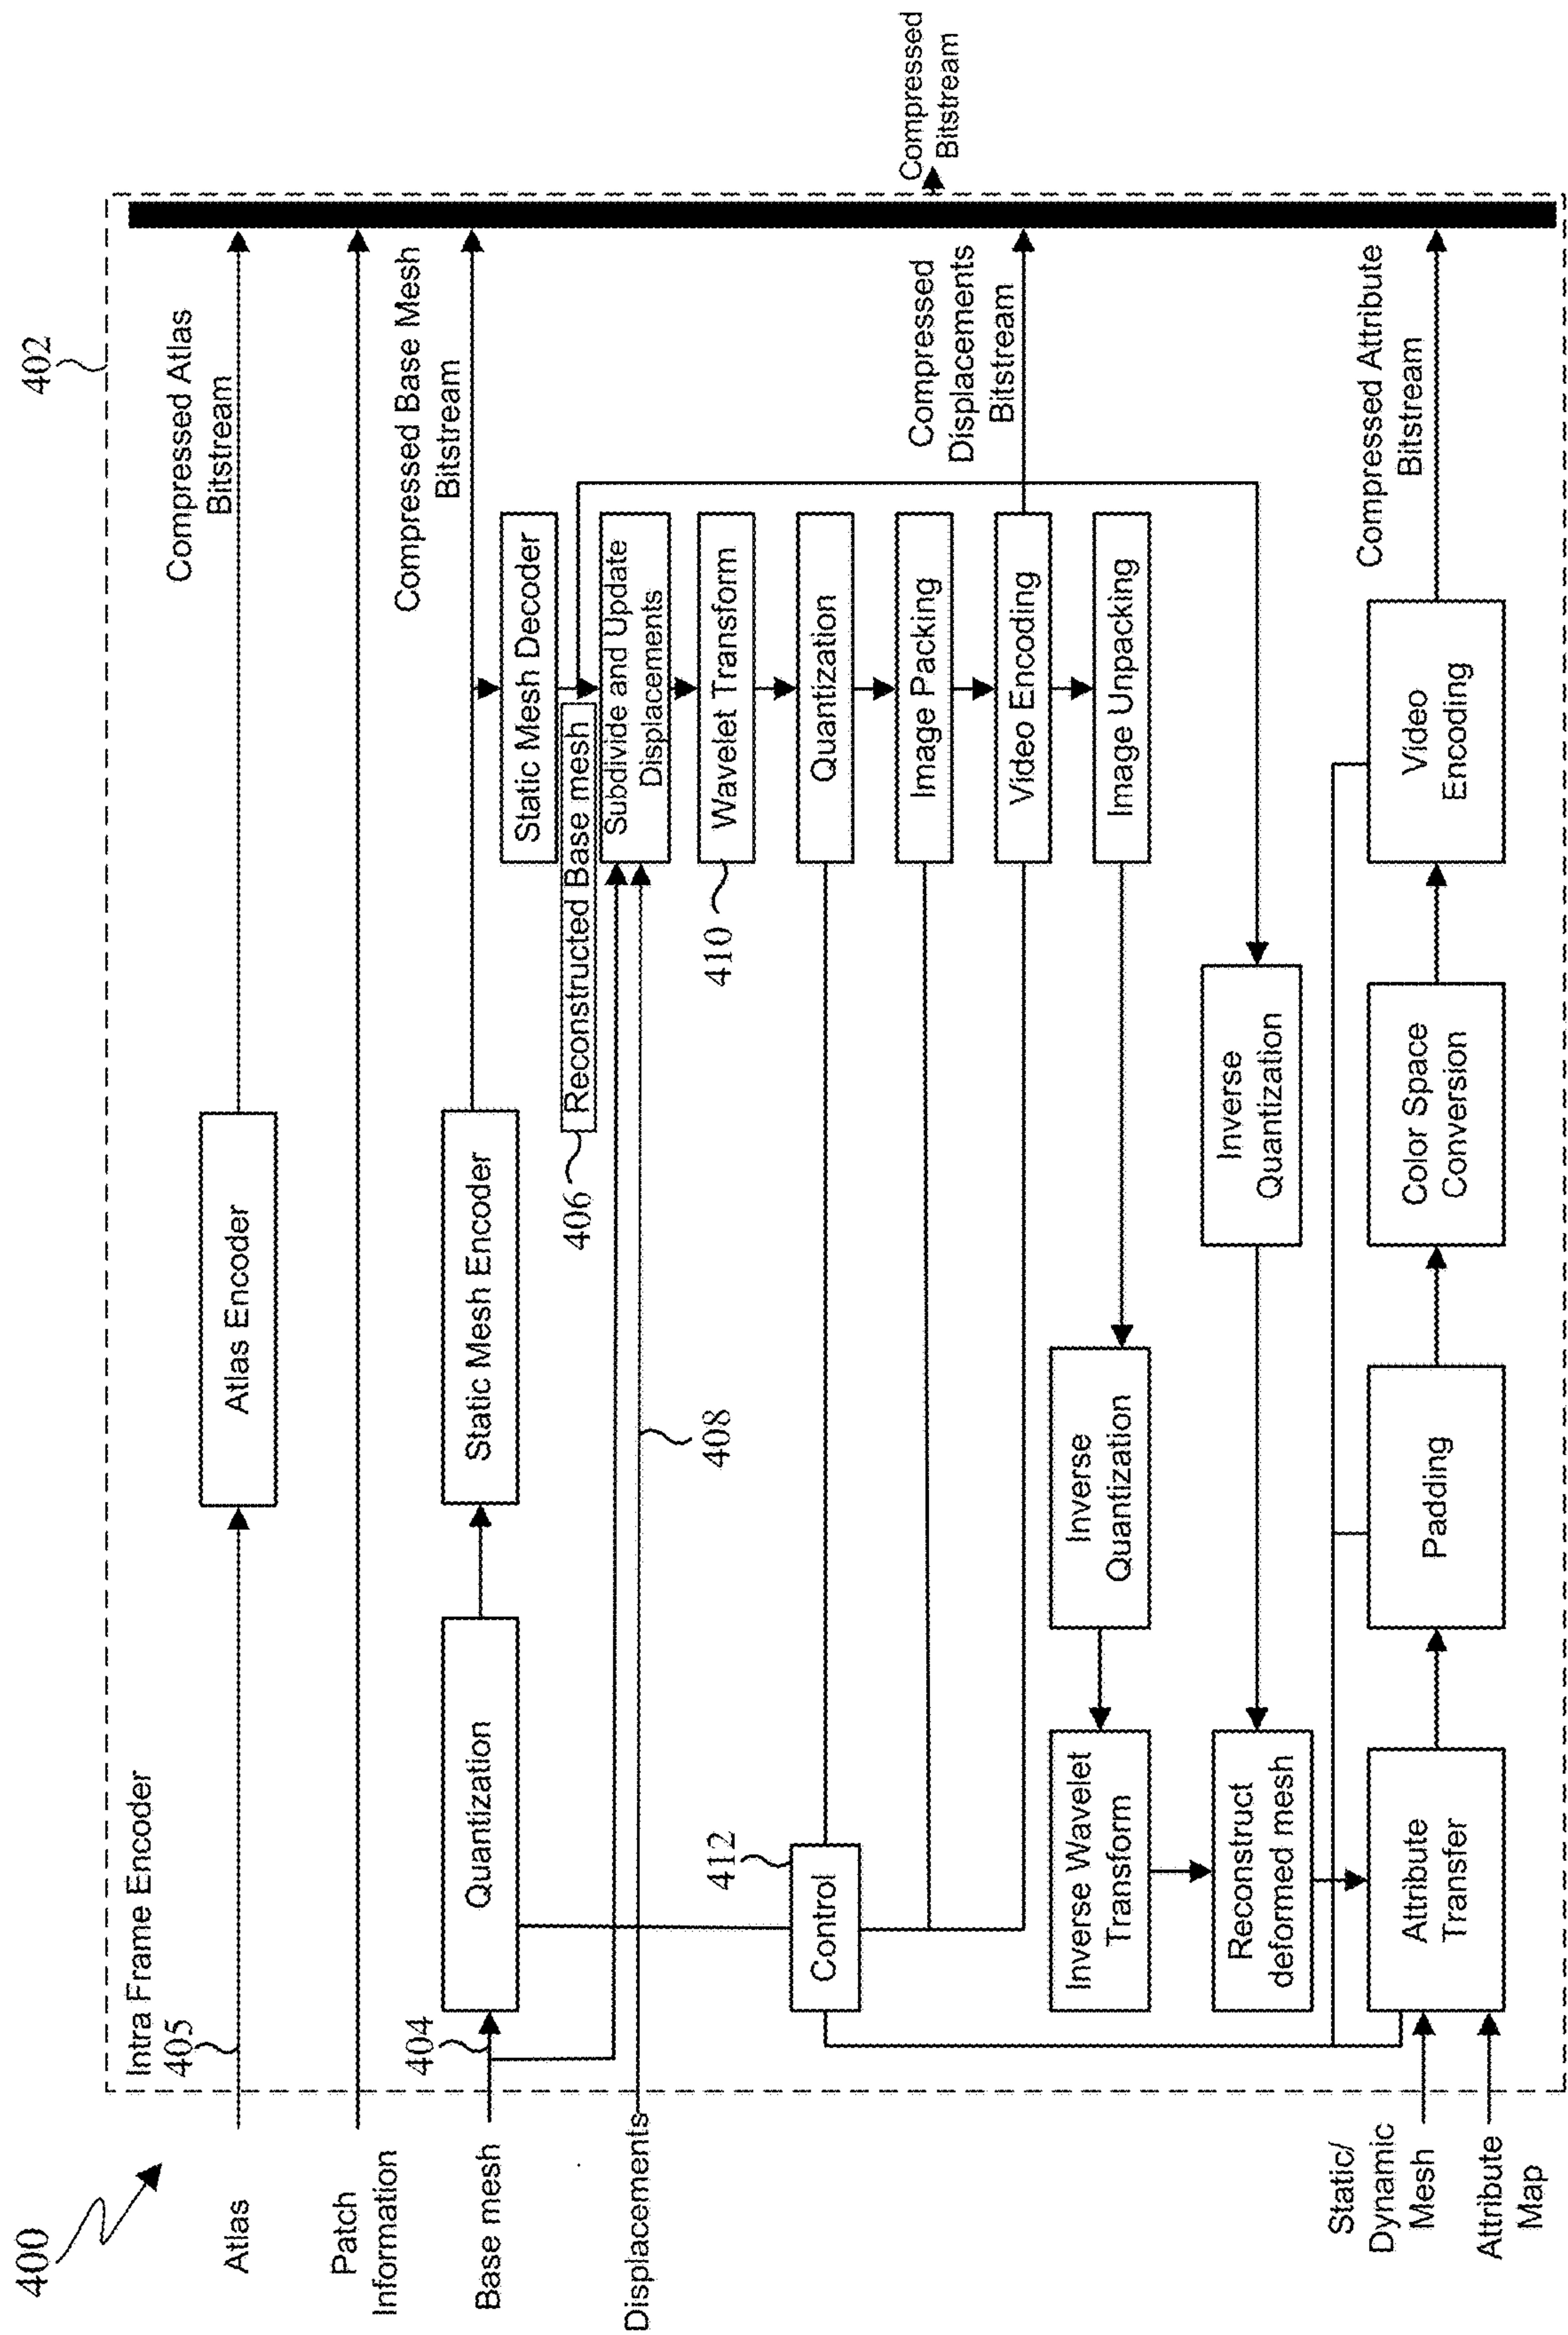 400
402
Intra Frame Encoder
Atlas
405
Atlas Encoder
Compressed Atlas
Bitstream
Patch
Information
Base mesh
404
Quantization
Static Mesh Encoder
Compressed Base Mesh
Bitstream
Static Mesh Decoder
406
Reconstructed Base mesh
Subdivide and Update
Displacements
Displacements
408
410
Wavelet Transform
412
Control
Quantization
Image Packing
Video Encoding
Compressed
Displacements
Bitstream
Compressed
Bitstream
Image Unpacking
Inverse
Quantization
Inverse Wavelet
Transform
Inverse
Quantization
Reconstruct
deformed mesh
Static/
Dynamic
Mesh
Attribute
Map
Attribute
Transfer
Padding
Color Space
Conversion
Video
Encoding
Compressed Attribute
Bitstream